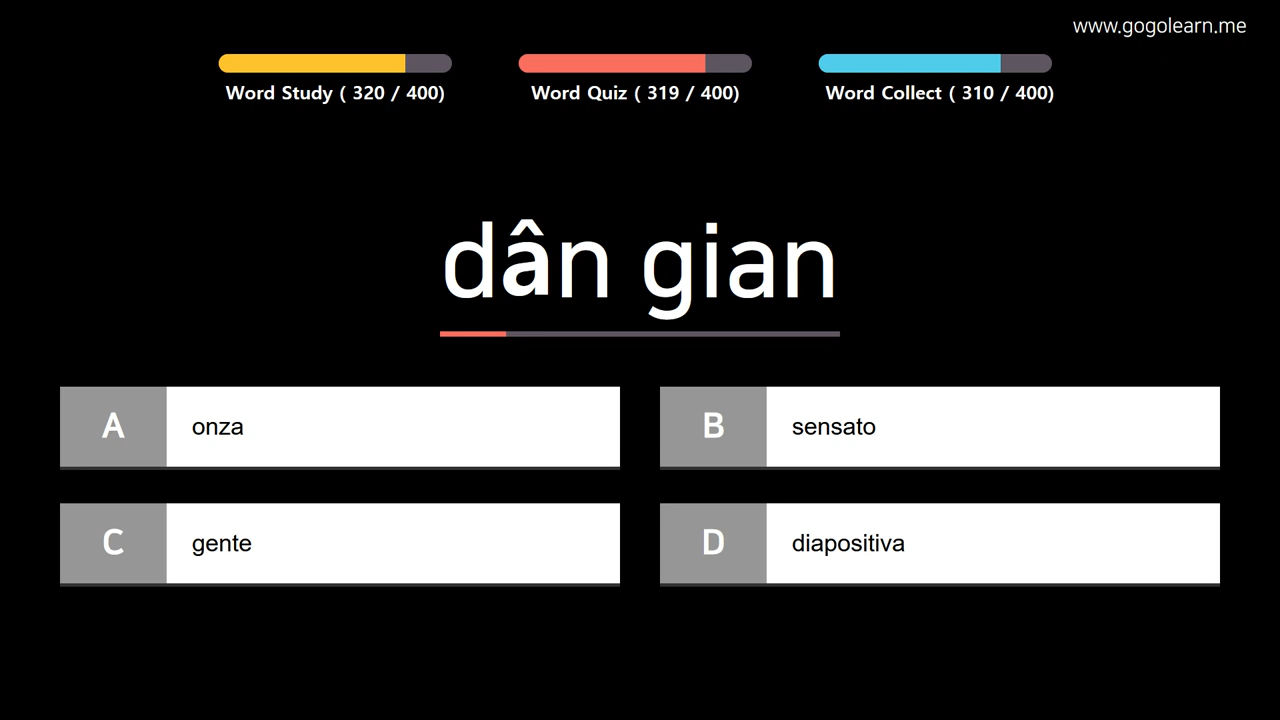 www.gogolearn.me
Word Study ( 320 / 400)
Word Quiz ( 319 / 400)
Word Collect ( 310 / 400)
dân gian
A onza
B sensato
C gente
D diapositiva